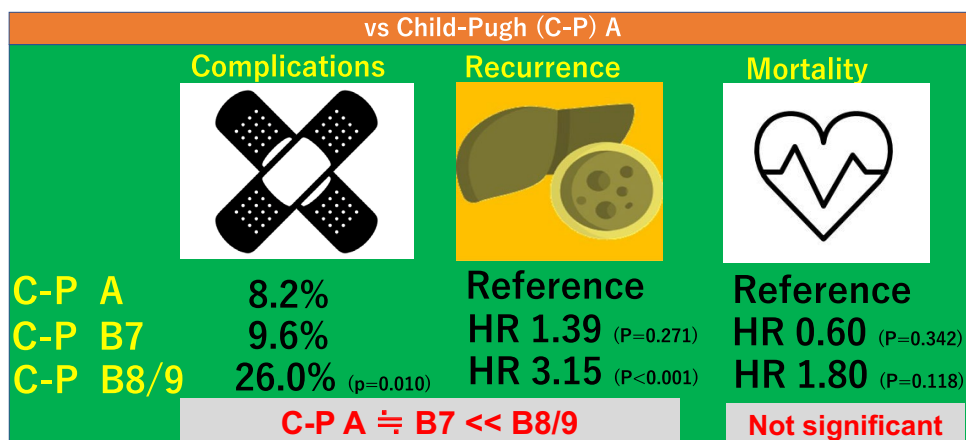 vs Child-Pugh (C-P) A
Complications Recurrence Mortality
C-P A 8.2% Reference Reference
C-P B7 9.6% HR 1.39 (P=0.271) HR 0.60 (P=0.342)
C-P B8/9 26.0% (p=0.010) HR 3.15 (P<0.001) HR 1.80 (P=0.118)
C-P A ≒ B7 << B8/9 Not significant